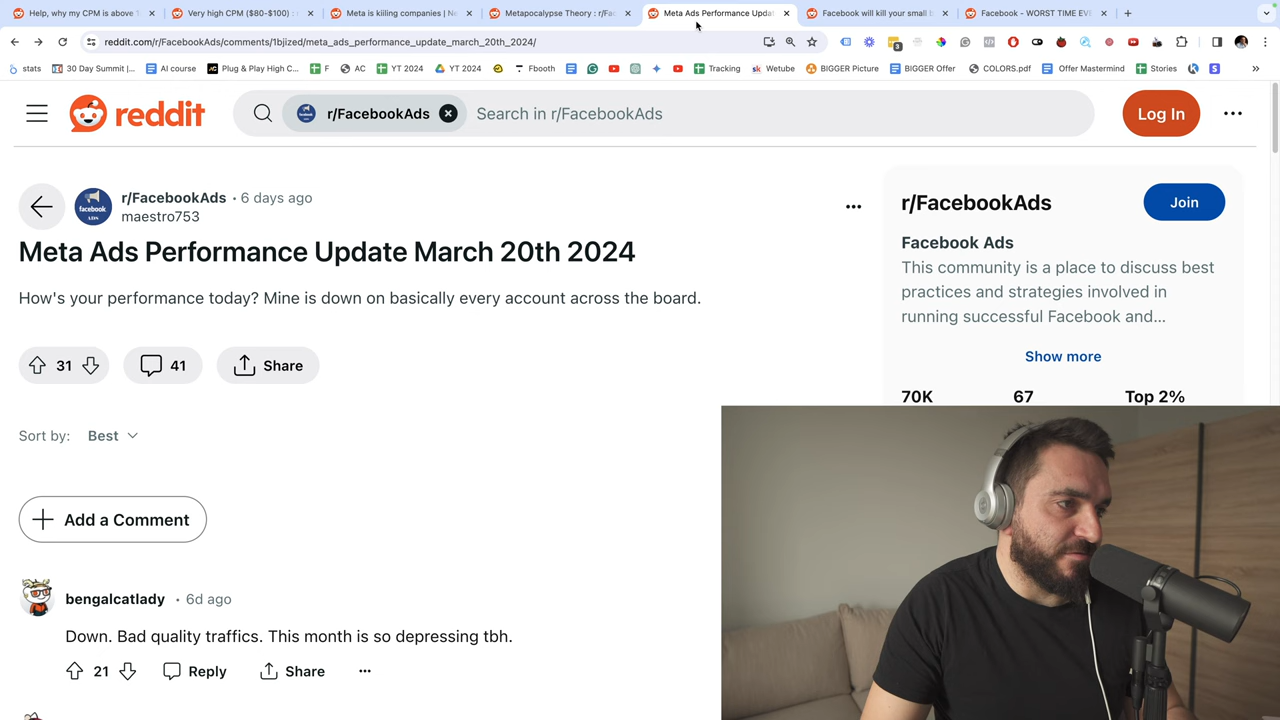 Help, why my CPM is above 1
Very high CPM ($80-$100) :
Meta is kiiling companies | Ne
Metapocalypse Theory : r/Fac
Meta Ads Performance Updat
Facebook will kill your small b
Facebook - WORST TIME EV
reddit.com/r/FacebookAds/comments/1bjized/meta_ads_performance_update_march_20th_2024/
stats
30 Day Summit |...
AI course
Plug & Play High C...
F
AC
YT 2024
YT 2024
Fbooth
Tracking
Wetube
BIGGER Picture
BIGGER Offer
COLORS.pdf
Offer Mastermind
Stories
reddit
r/FacebookAds
Search in r/FacebookAds
Log In
r/FacebookAds • 6 days ago
maestro753
Meta Ads Performance Update March 20th 2024
How's your performance today? Mine is down on basically every account across the board.
31
41
Share
Sort by: Best
Add a Comment
bengalcatlady • 6d ago
Down. Bad quality traffics. This month is so depressing tbh.
21
Reply
Share
r/FacebookAds
Join
Facebook Ads
This community is a place to discuss best
practices and strategies involved in
running successful Facebook and...
Show more
70K 67 Top 2%